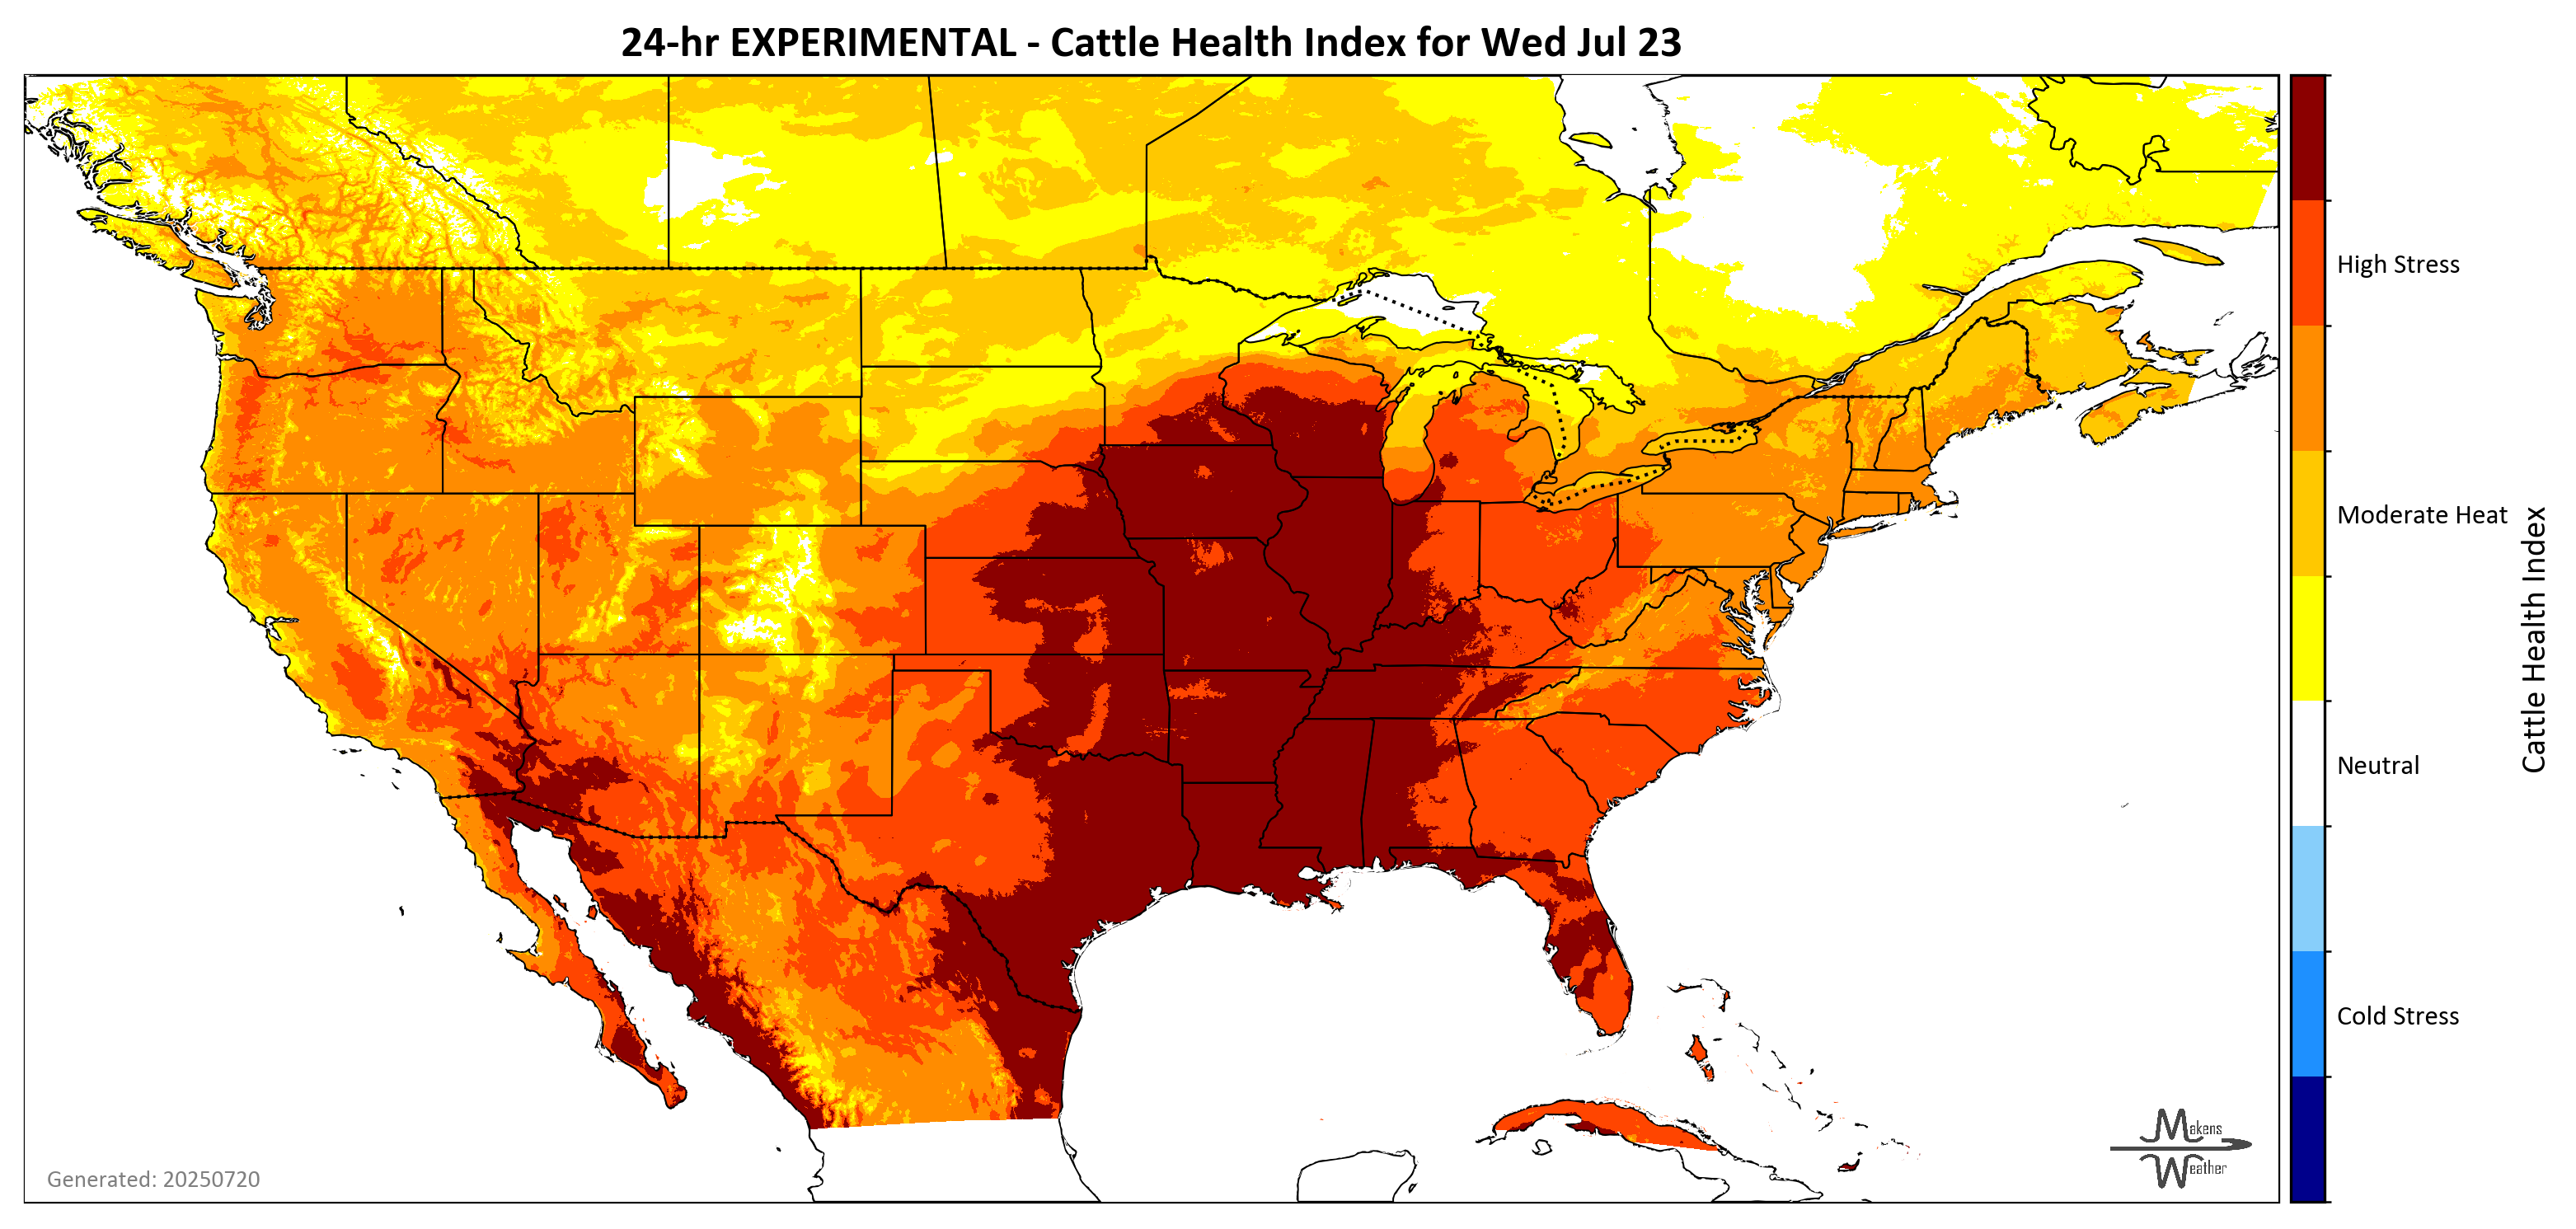 24-hr EXPERIMENTAL - Cattle Health Index for Wed Jul 23
High Stress
Moderate Heat
Neutral
Cold Stress
Cattle Health Index
Generated: 20250720
Makens
Weather